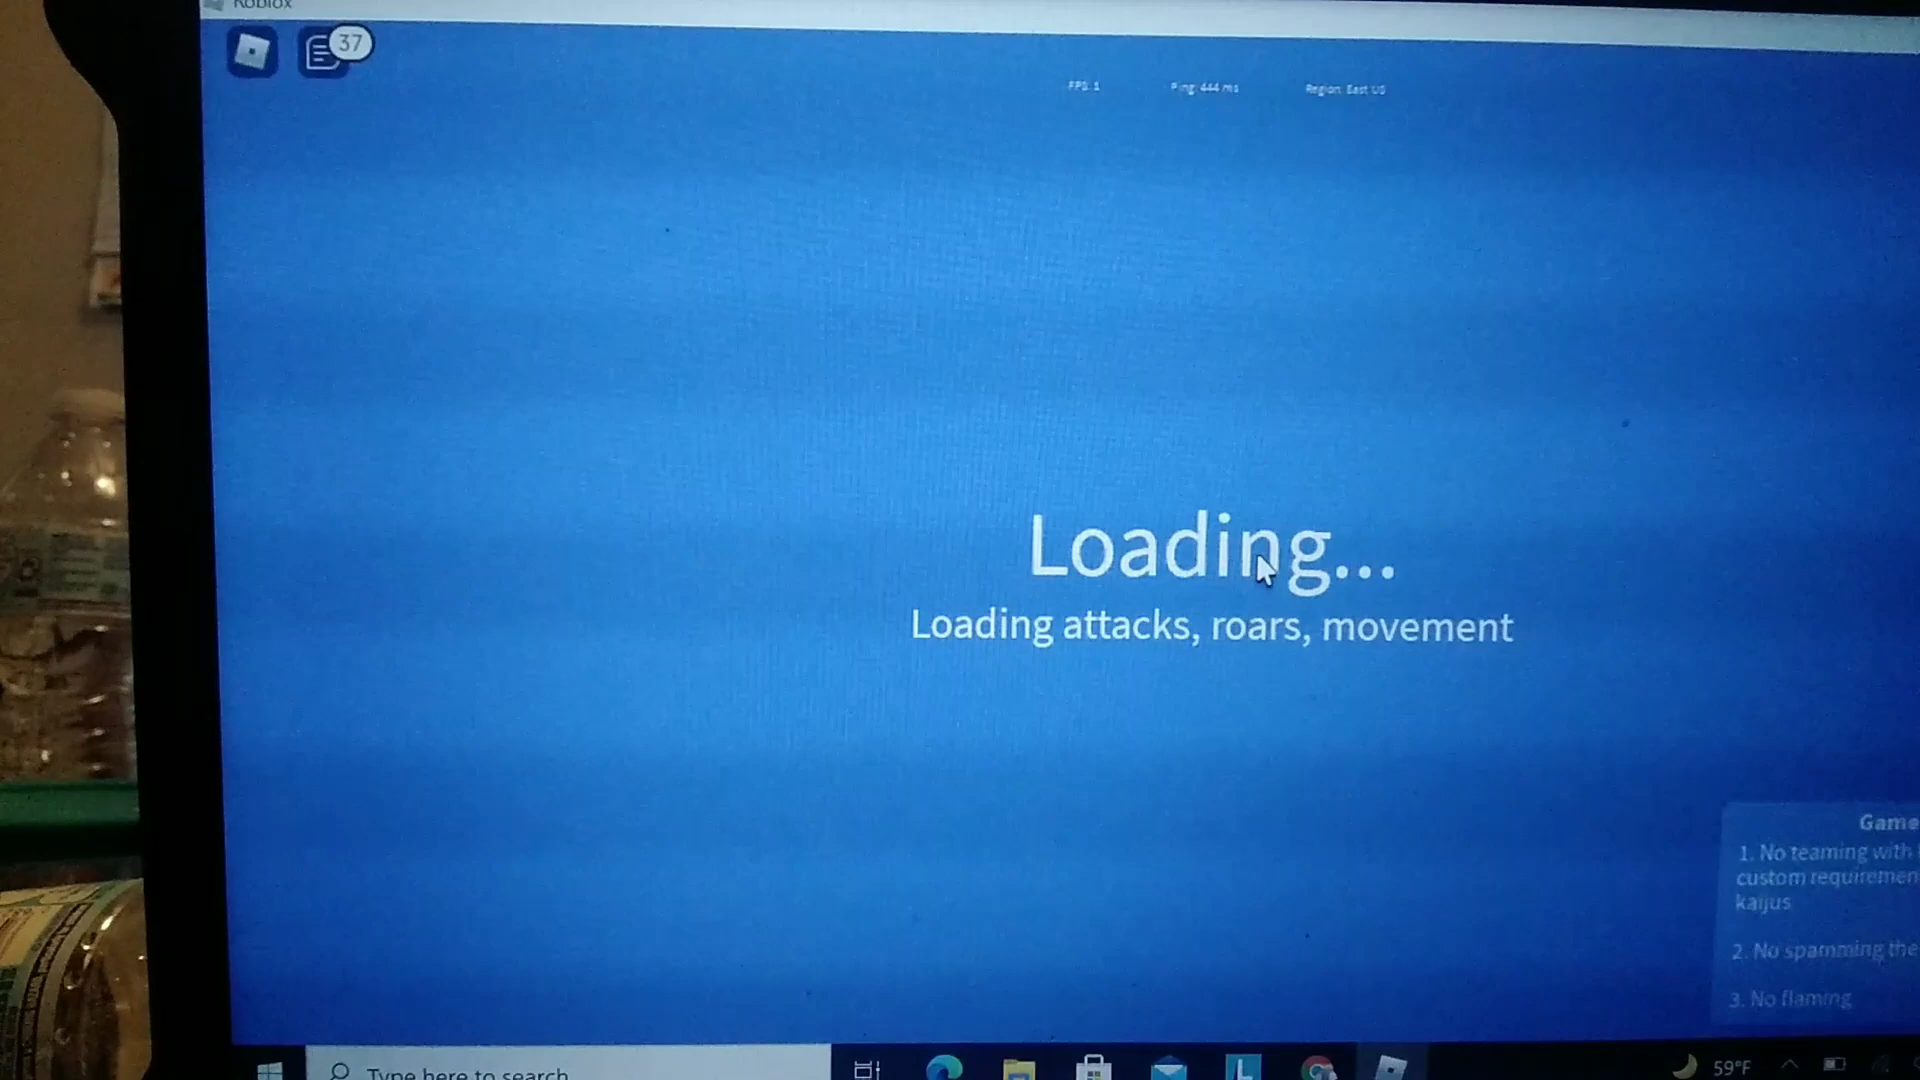 Roblox
37
FPS: 1
Ping: 444 ms
Region: East US
Loading...
Loading attacks, roars, movement
Game
1. No teaming with
custom requiremen
kaijus
2. No spamming the
3. No flaming
Type here to search
59°F